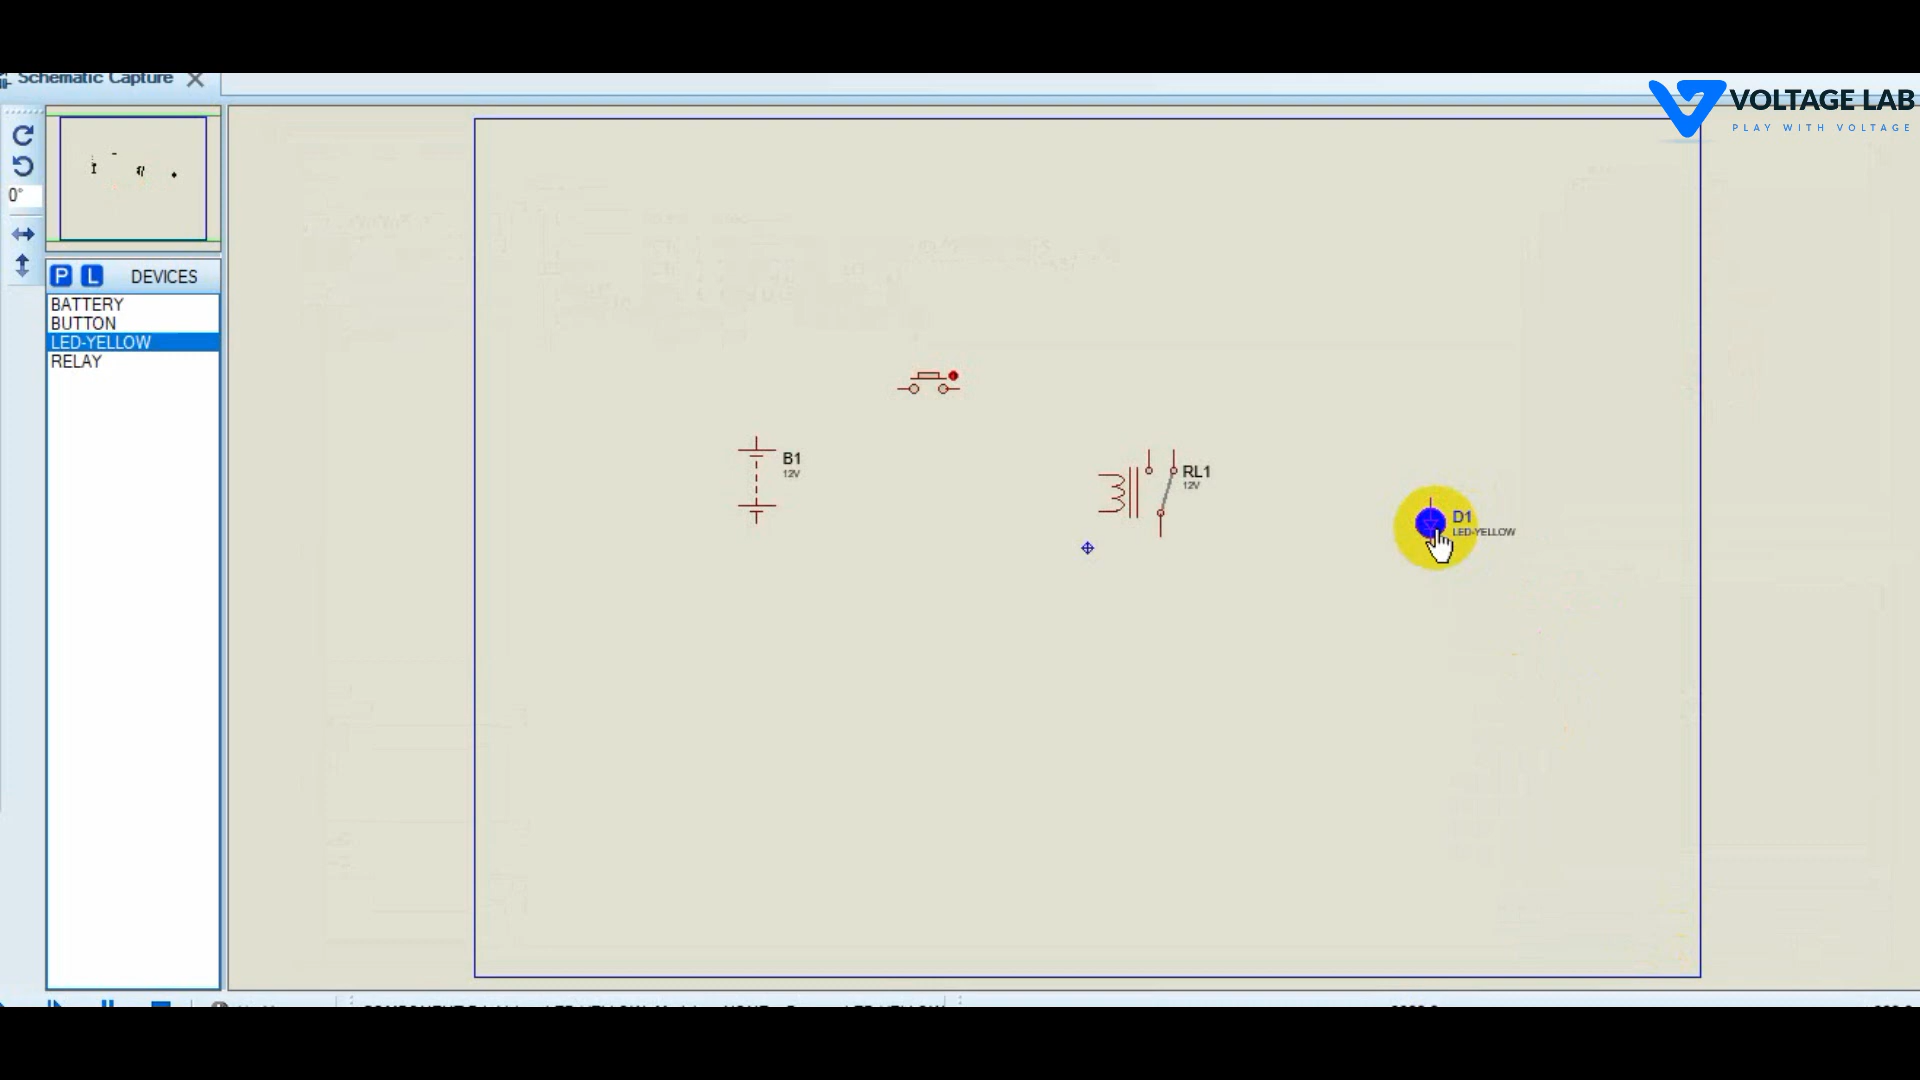 Schematic Capture
VOLTAGE LAB
PLAY WITH VOLTAGE
0°
P L DEVICES
BATTERY
BUTTON
LED-YELLOW
RELAY
B1
12V
RL1
12V
D1
LED-YELLOW